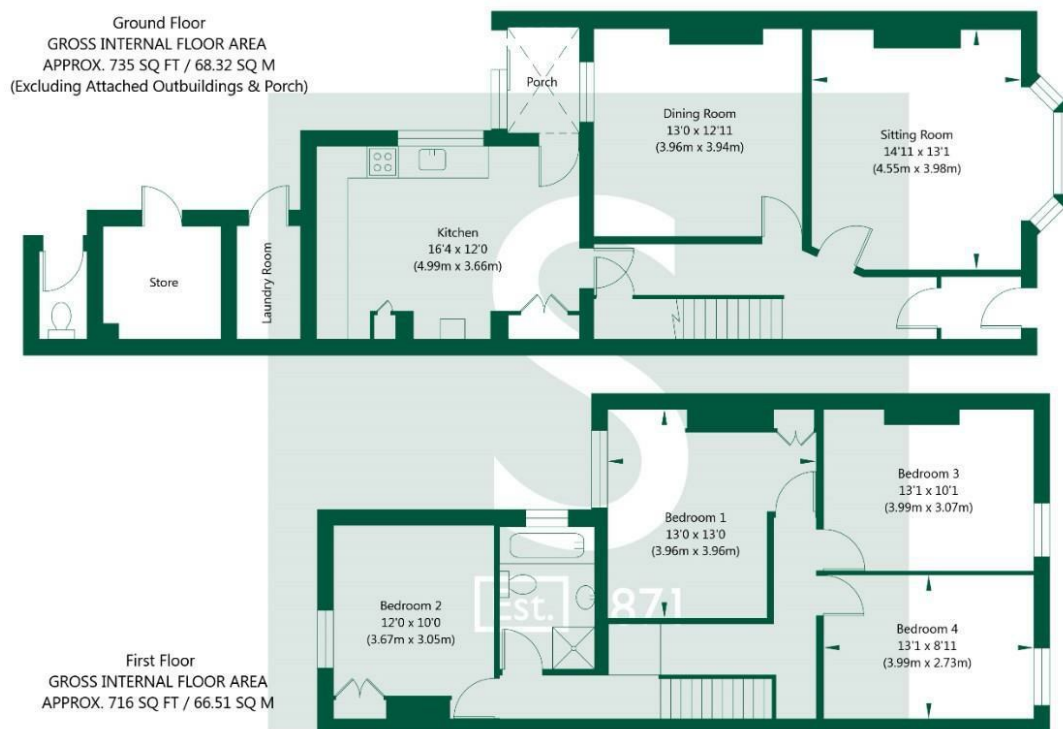 Ground Floor
GROSS INTERNAL FLOOR AREA
APPROX. 735 SQ FT / 68.32 SQ M
(Excluding Attached Outbuildings & Porch)
Porch
Dining Room
13'0 x 12'11
(3.96m x 3.94m)
Sitting Room
14'11 x 13'1
(4.55m x 3.98m)
Kitchen
16'4 x 12'0
(4.99m x 3.66m)
Laundry Room
Store
S
Bedroom 1
13'0 x 13'0
(3.96m x 3.96m)
Bedroom 3
13'1 x 10'1
(3.99m x 3.07m)
Bedroom 2
12'0 x 10'0
(3.67m x 3.05m)
Est. 871
Bedroom 4
13'1 x 8'11
(3.99m x 2.73m)
First Floor
GROSS INTERNAL FLOOR AREA
APPROX. 716 SQ FT / 66.51 SQ M